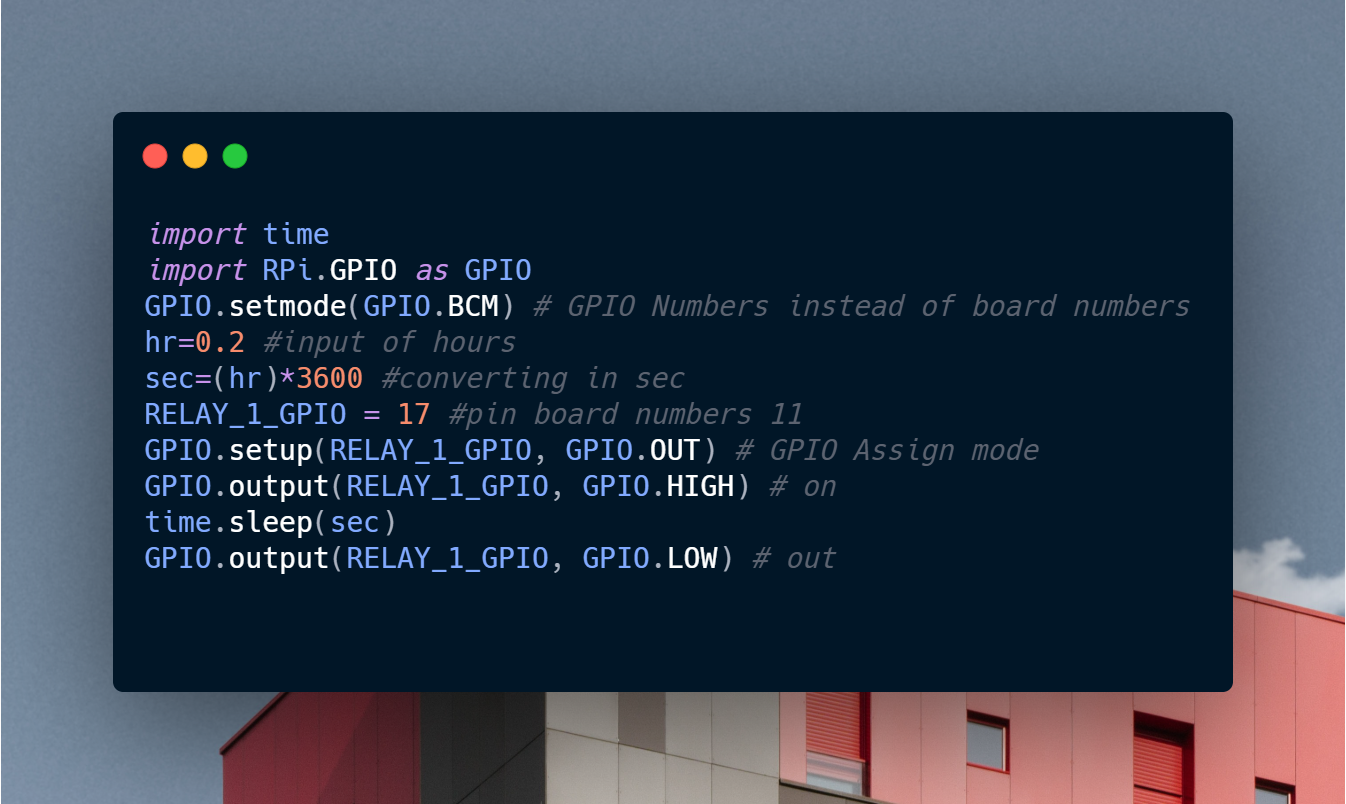 import time
import RPi.GPIO as GPIO
GPIO.setmode(GPIO.BCM) # GPIO Numbers instead of board numbers
hr=0.2 #input of hours
sec=(hr)*3600 #converting in sec
RELAY_1_GPIO = 17 #pin board numbers 11
GPIO.setup(RELAY_1_GPIO, GPIO.OUT) # GPIO Assign mode
GPIO.output(RELAY_1_GPIO, GPIO.HIGH) # on
time.sleep(sec)
GPIO.output(RELAY_1_GPIO, GPIO.LOW) # out